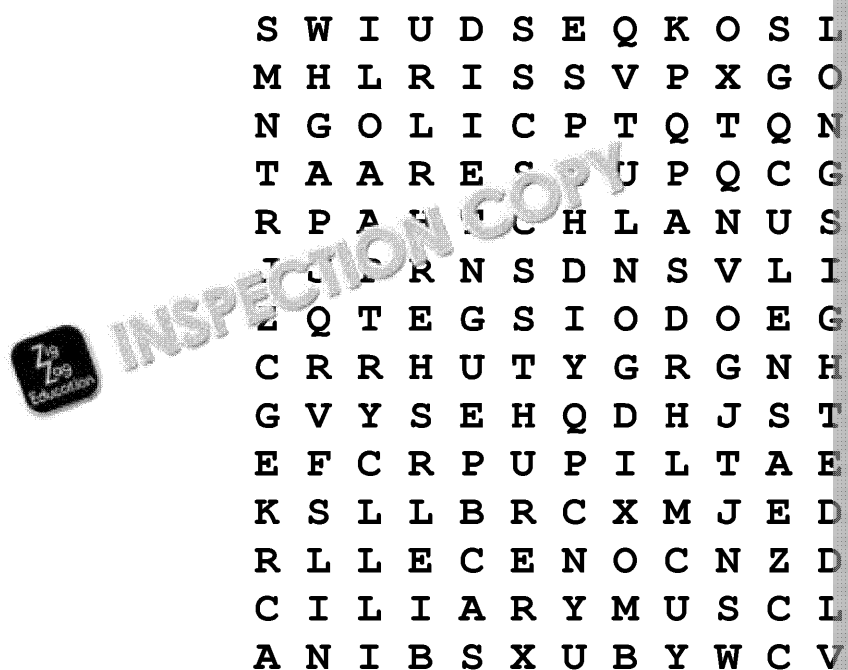 S W I U D S E Q K O S L
M H L R I S S V P X G O
N G O L I C P T Q T Q N
T A A R E S U P Q C G
R P A C H L A N U S
R N S D N S V L I
Z Q T E G S I O D O E G
C R R H U T Y G R G N H
G V Y S E H Q D H J S T
E F C R P U P I L T A E
K S L L B R C X M J E D
R L L E C E N O C N Z D
C I L I A R Y M U S C L
A N I B S X U B Y W C V
INSPECTION COPY
Zig
Zag
Education